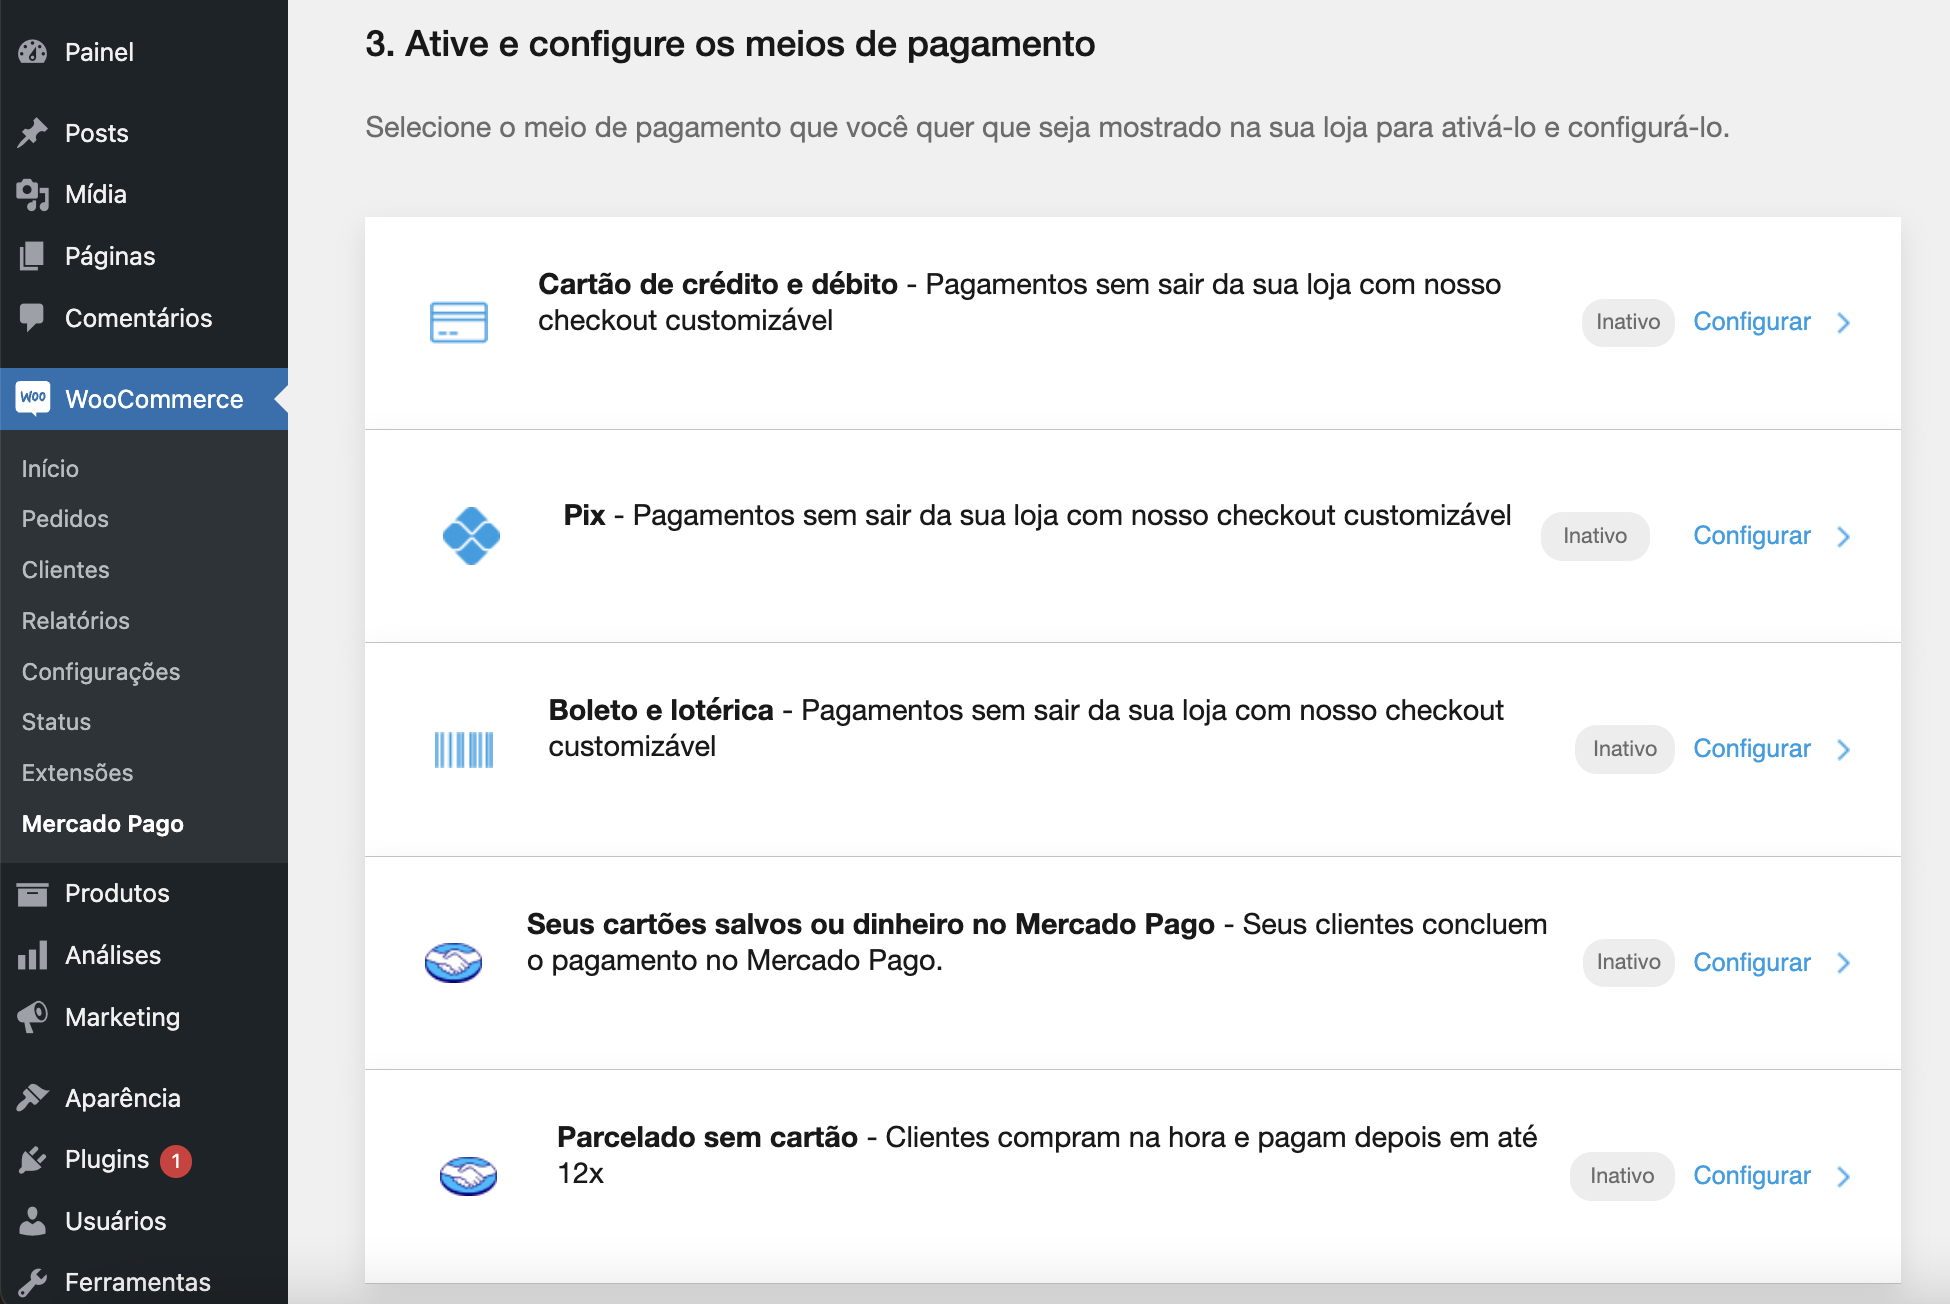 Painel
Posts
Mídia
Páginas
Comentários
Woo
WooCommerce
Início
Pedidos
Clientes
Relatórios
Configurações
Status
Extensões
Mercado Pago
Produtos
Análises
Marketing
Aparência
Plugins 1
Usuários
Ferramentas
3. Ative e configure os meios de pagamento
Selecione o meio de pagamento que você quer que seja mostrado na sua loja para ativá-lo e configurá-lo.
Cartão de crédito e débito - Pagamentos sem sair da sua loja com nosso
checkout customizável
Inativo Configurar
Pix - Pagamentos sem sair da sua loja com nosso checkout customizável
Inativo Configurar
Boleto e lotérica - Pagamentos sem sair da sua loja com nosso checkout
customizável
Inativo Configurar
Seus cartões salvos ou dinheiro no Mercado Pago - Seus clientes concluem
o pagamento no Mercado Pago.
Inativo Configurar
Parcelado sem cartão - Clientes compram na hora e pagam depois em até
12x
Inativo Configurar